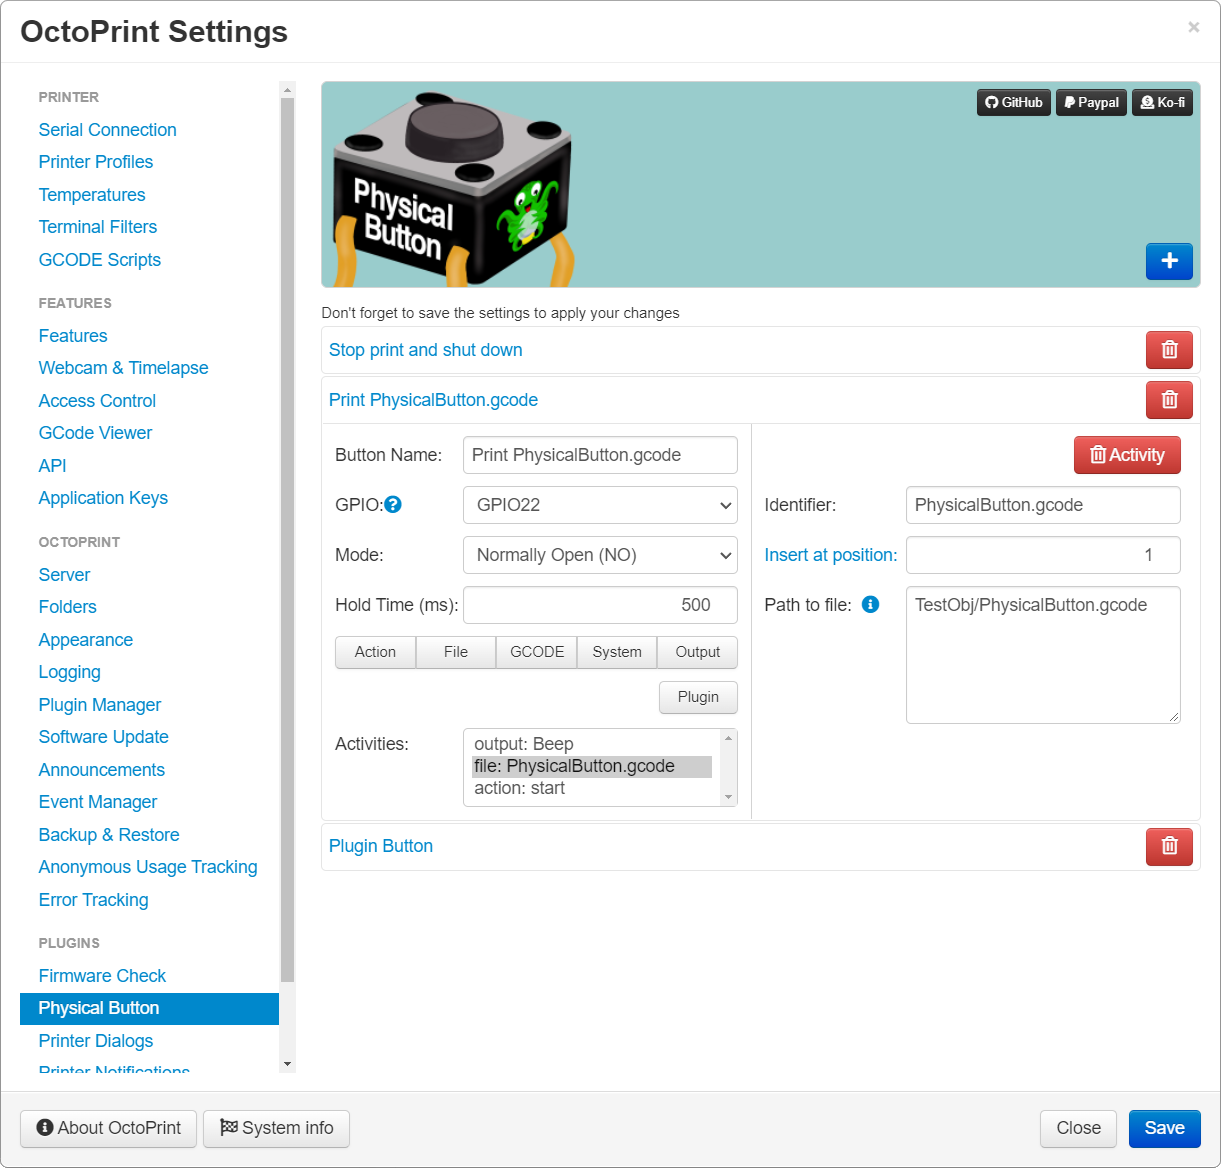 OctoPrint Settings
×
PRINTER
Serial Connection
Printer Profiles
Temperatures
Terminal Filters
GCODE Scripts
FEATURES
Features
Webcam & Timelapse
Access Control
GCode Viewer
API
Application Keys
OCTOPRINT
Server
Folders
Appearance
Logging
Plugin Manager
Software Update
Announcements
Event Manager
Backup & Restore
Anonymous Usage Tracking
Error Tracking
PLUGINS
Firmware Check
Physical Button
Printer Dialogs
Printer Notifications
Physical
Button
GitHub Paypal Ko-fi
+
Don't forget to save the settings to apply your changes
Stop print and shut down
Print PhysicalButton.gcode
Button Name: Print PhysicalButton.gcode
GPIO: GPIO22
Mode: Normally Open (NO)
Hold Time (ms): 500
Action File GCODE System Output
Plugin
Activities: output: Beep
file: PhysicalButton.gcode
action: start
Activity
Identifier: PhysicalButton.gcode
Insert at position: 1
Path to file: TestObj/PhysicalButton.gcode
Plugin Button
About OctoPrint System info Close Save